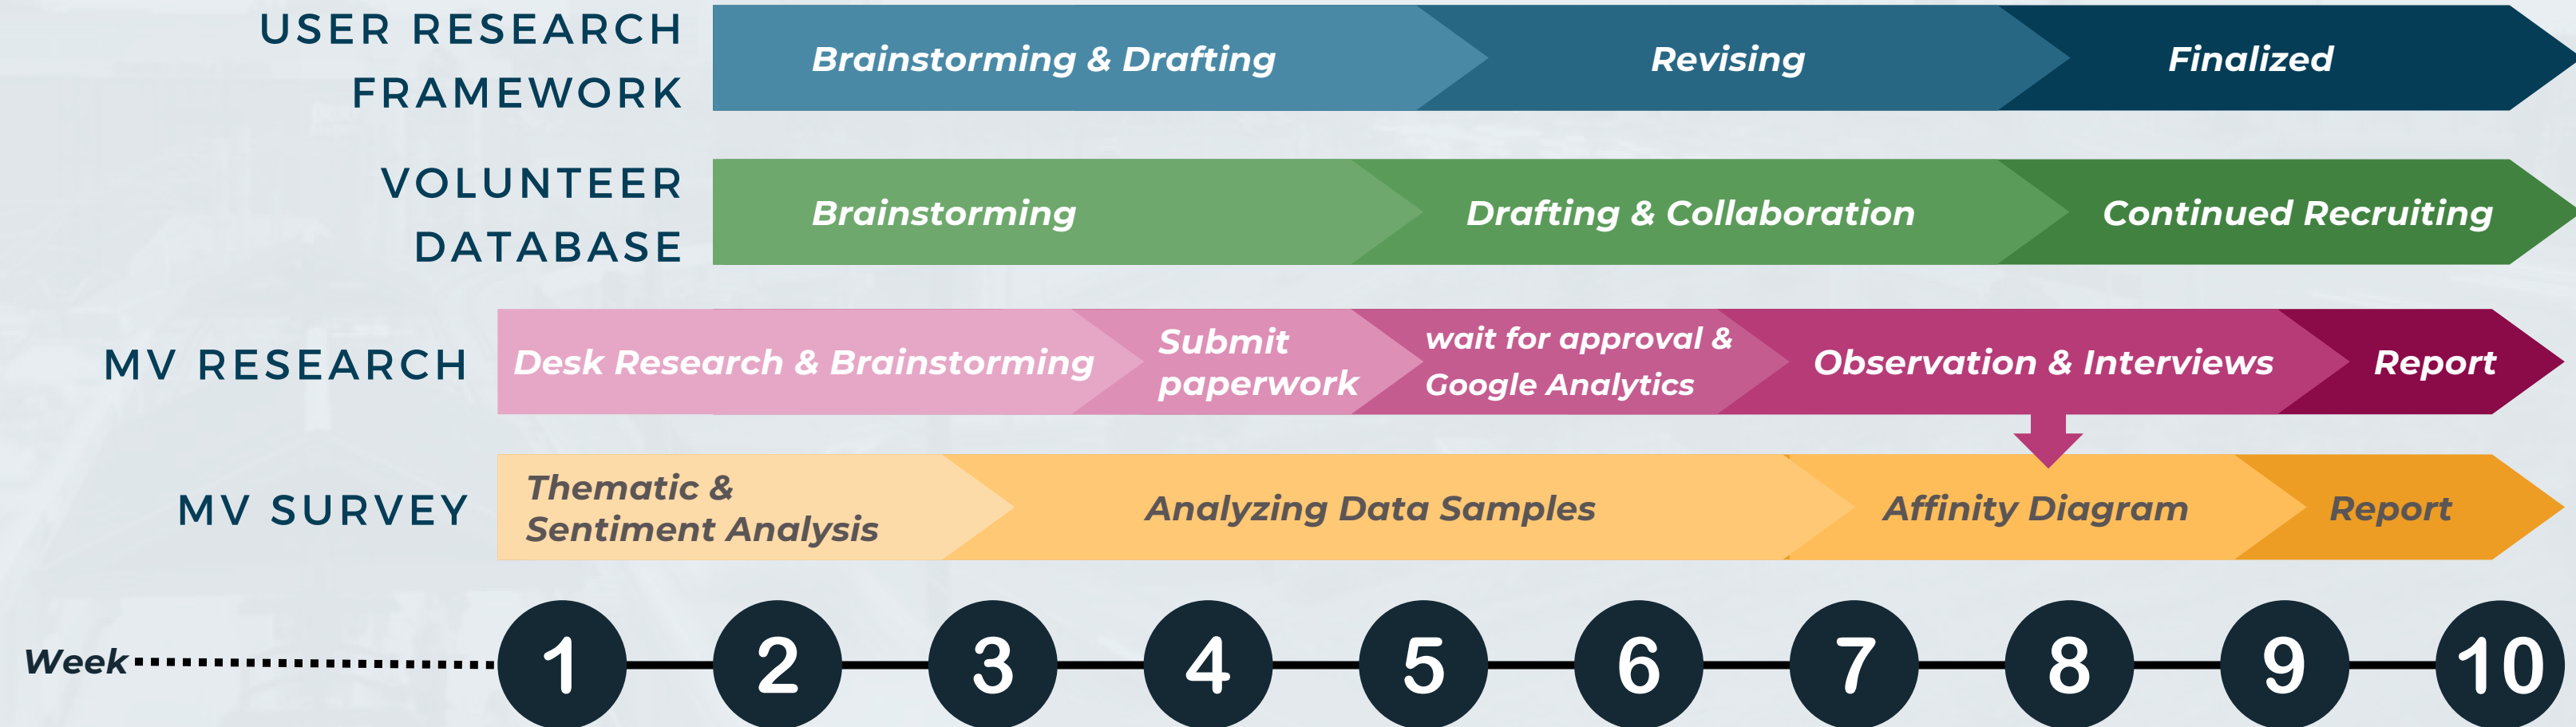 USER RESEARCH
FRAMEWORK
Brainstorming & Drafting
Revising
Finalized
VOLUNTEER
DATABASE
Brainstorming
Drafting & Collaboration
Continued Recruiting
MV RESEARCH
Desk Research & Brainstorming
Submit
paperwork
wait for approval &
Google Analytics
Observation & Interviews
Report
MV SURVEY
Thematic &
Sentiment Analysis
Analyzing Data Samples
Affinity Diagram
Report
Week
1
2
3
4
5
6
7
8
9
10